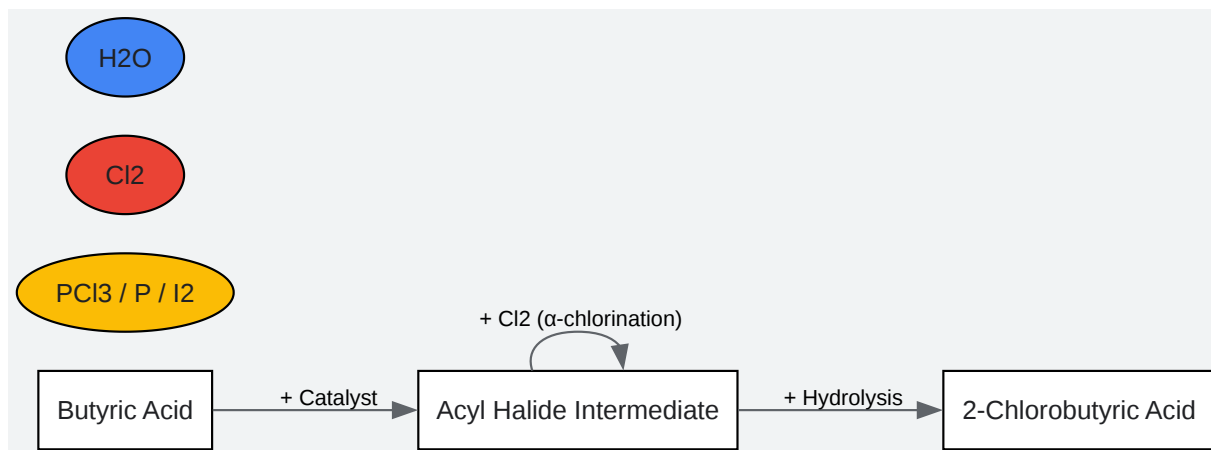 H2O
Cl2
PCl3 / P / I2
+ Cl2 (α-chlorination)
Butyric Acid
+ Catalyst
Acyl Halide Intermediate
+ Hydrolysis
2-Chlorobutyric Acid